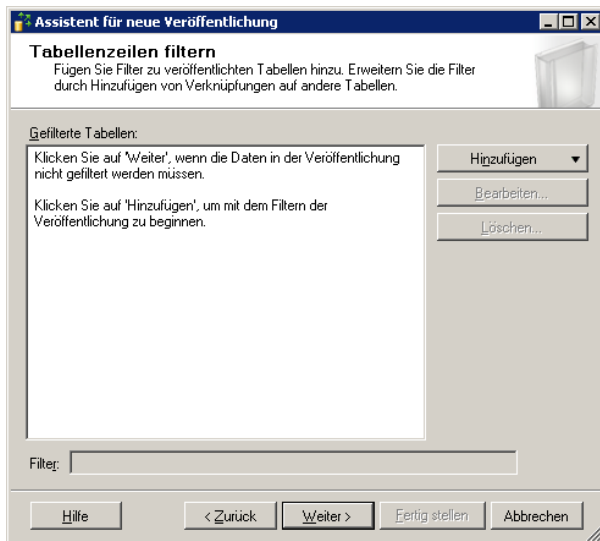 Assistent für neue Veröffentlichung
Tabellenzeilen filtern
Fügen Sie Filter zu veröffentlichten Tabellen hinzu. Erweitern Sie die Filter
durch Hinzufügen von Verknüpfungen auf andere Tabellen.
Gefilterte Tabellen:
Klicken Sie auf 'Weiter', wenn die Daten in der Veröffentlichung
nicht gefiltert werden müssen.
Klicken Sie auf 'Hinzufügen', um mit dem Filtern der
Veröffentlichung zu beginnen.
Hinzufügen
Bearbeiten...
Löschen...
Filter:
Hilfe
< Zurück
Weiter >
Fertig stellen
Abbrechen